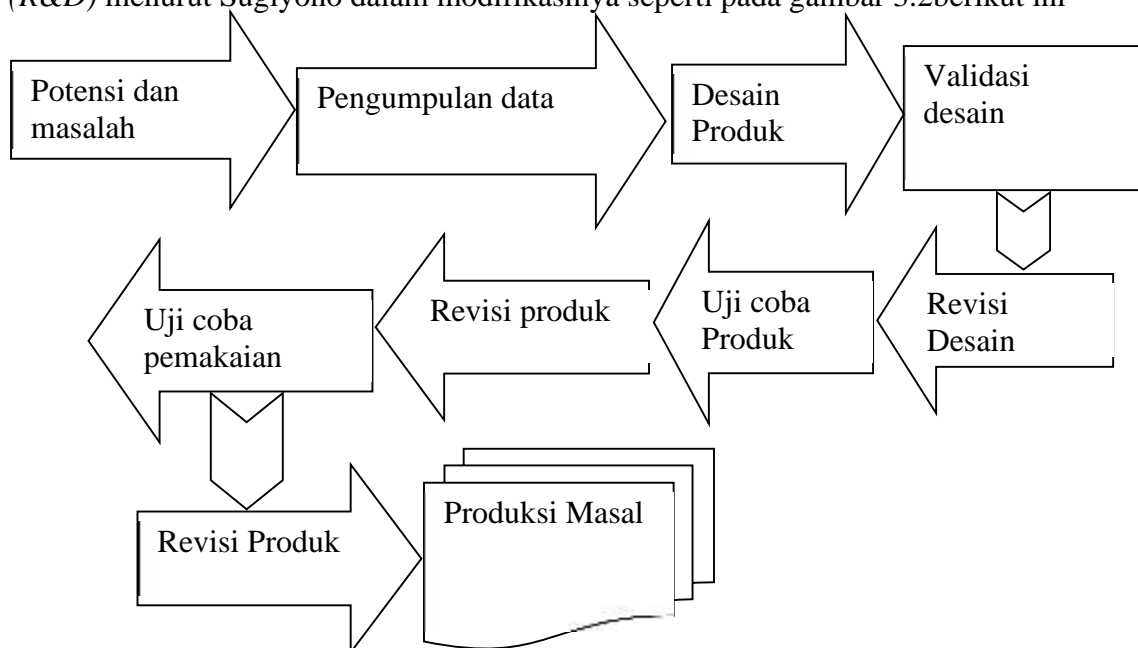 (R&D) menurut Sugiyono dalam modifikasinya seperti pada gambar 3.2berikut ini
Potensi dan
masalah
Pengumpulan data
Desain
Produk
Validasi
desain
Revisi
Desain
Uji coba
Produk
Revisi produk
Uji coba
pemakaian
Revisi Produk
Produksi Masal